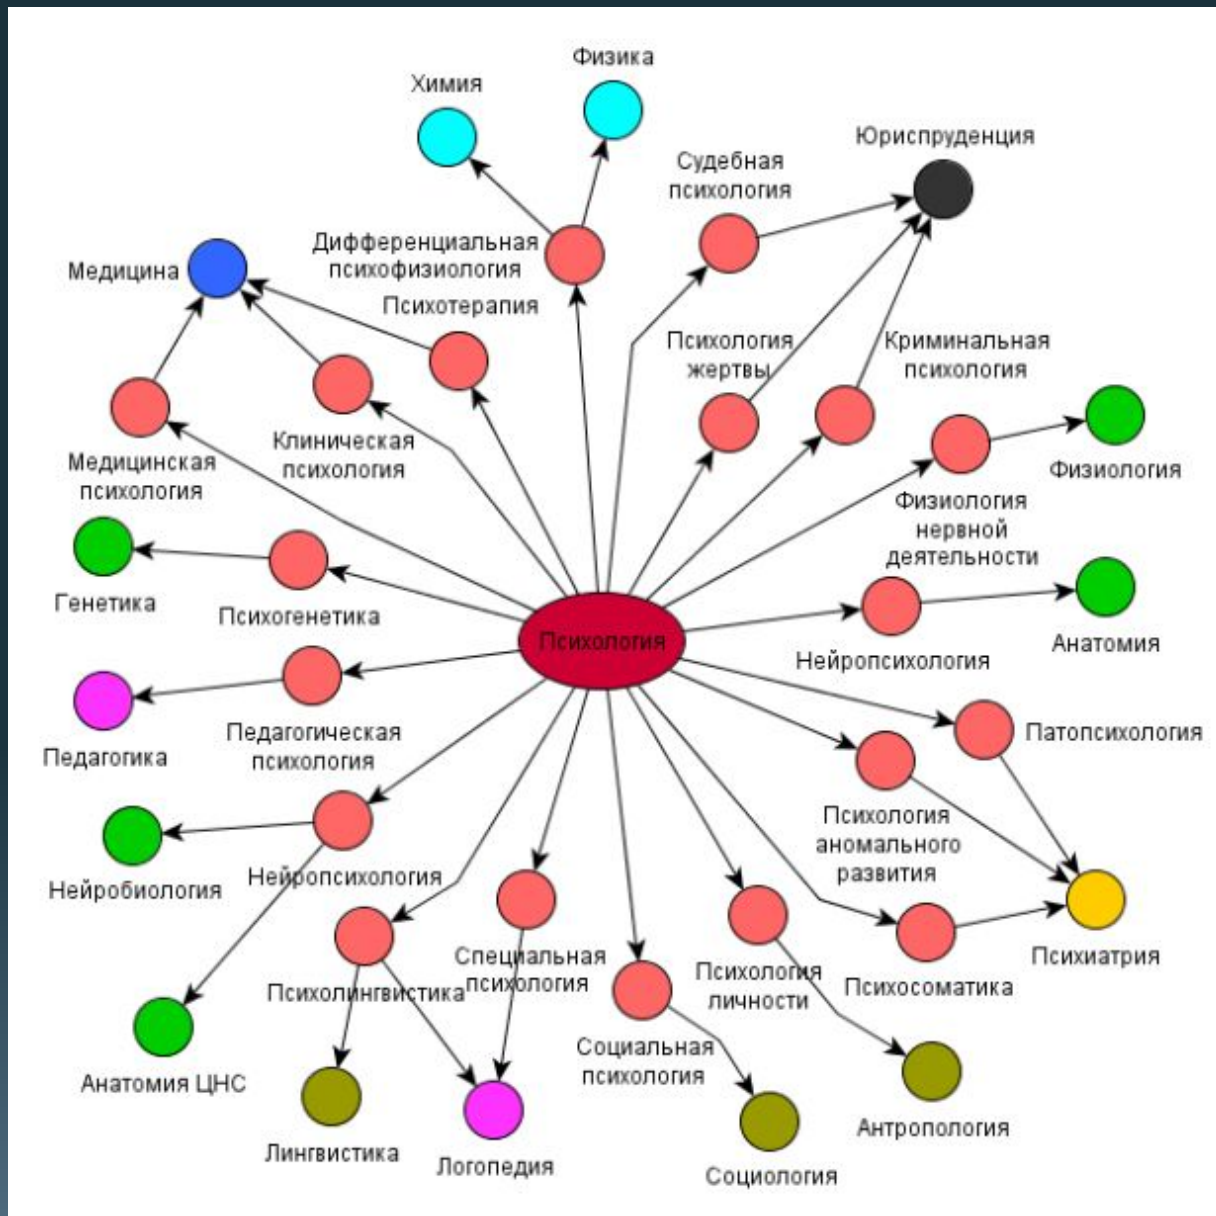 Физика
Химия
Юриспруденция
Судебная
психология
Дифференциальная
психофизиология
Медицина
Психотерапия
Психология
жертвы
Криминальная
психология
Клиническая
психология
Медицинская
психология
Физиология
Физиология
нервной
деятельности
Генетика
Психогенетика
Психология
Нейропсихология
Анатомия
Педагогика
Педагогическая
психология
Патопсихология
Психология
аномального
развития
Нейробиология
Нейропсихология
Психиатрия
Специальная
психология
Психолингвистика
Психология
личности
Психосоматика
Анатомия ЦНС
Социальная
психология
Антропология
Лингвистика
Логопедия
Социология